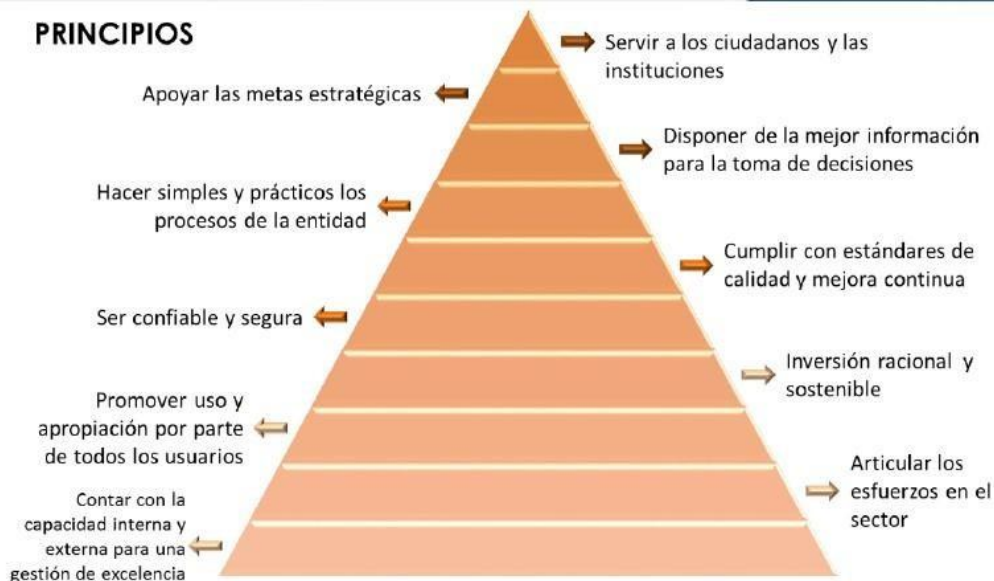 PRINCIPIOS
Servir a los ciudadanos y las
instituciones
Apoyar las metas estratégicas
Disponer de la mejor información
para la toma de decisiones
Hacer simples y prácticos los
procesos de la entidad
Cumplir con estándares de
calidad y mejora continua
Ser confiable y segura
Inversión racional y
sostenible
Promover uso y
apropiación por parte
de todos los usuarios
Articular los
esfuerzos en el
sector
Contar con la
capacidad interna y
externa para una
gestión de excelencia